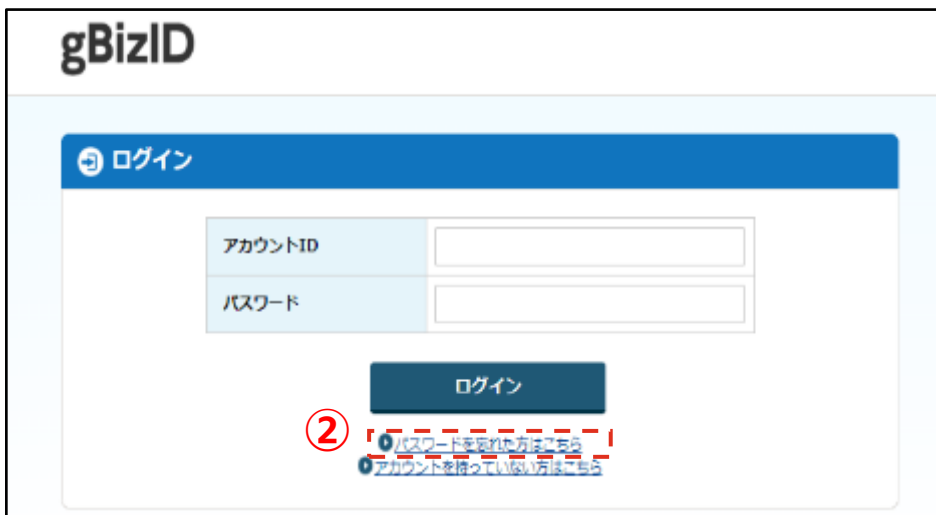 gBizID
ログイン
アカウントID
パスワード
ログイン
②
パスワードを忘れた方はこちら
アカウントを持っていない方はこちら